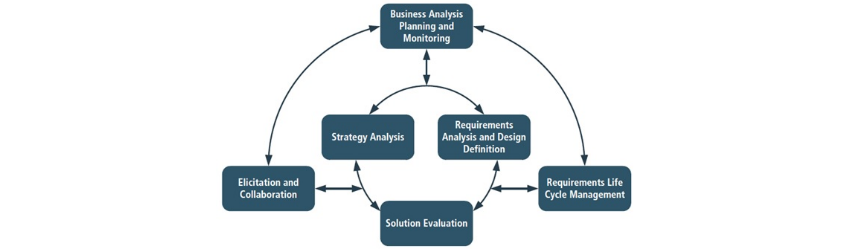 Business Analysis
Planning and
Monitoring
Strategy Analysis
Requirements
Analysis and Design
Definition
Elicitation and
Collaboration
Requirements Life
Cycle Management
Solution Evaluation